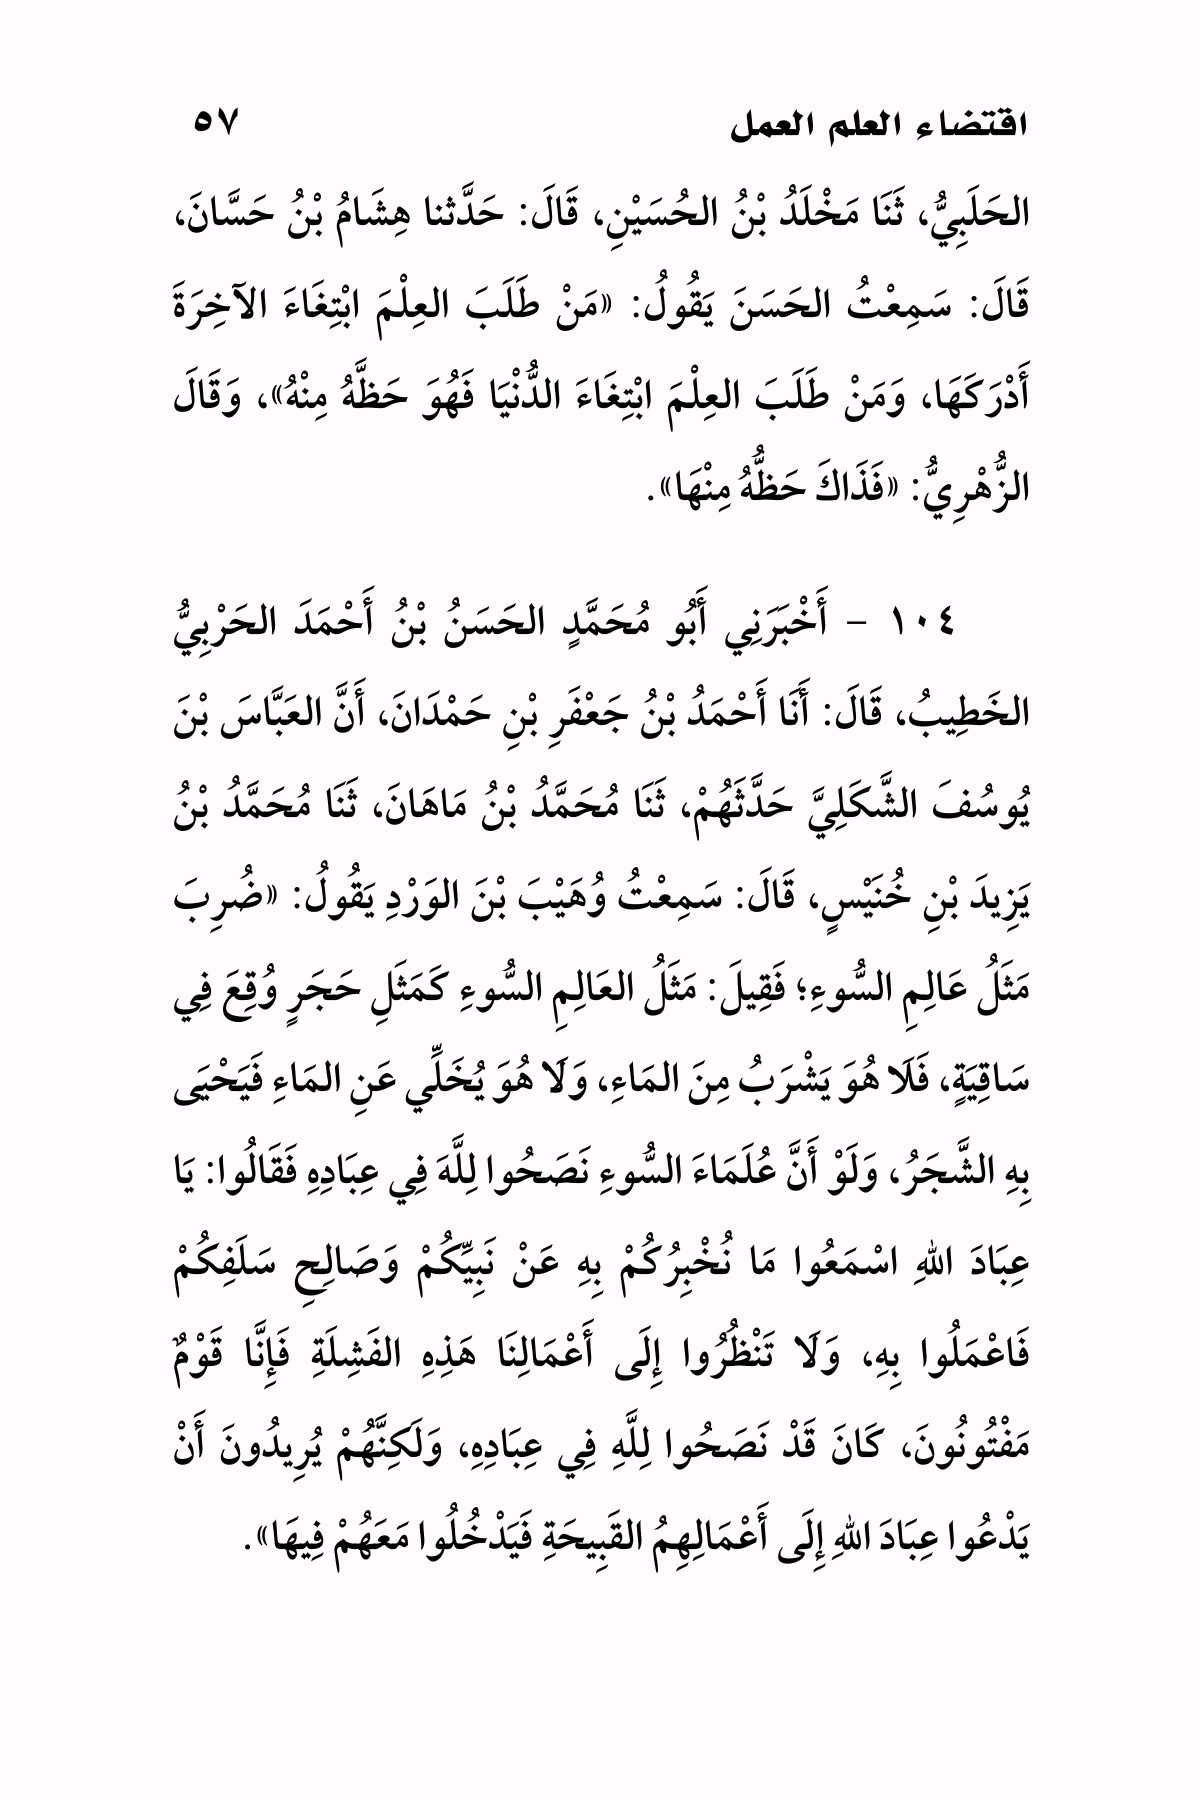 اقتضاء العلم العمل ٥٧
الحَلَبِيُّ، ثَنَا مَخْلَدُ بْنُ الحُسَيْنِ، قَالَ: حَدَّثنا هِشَامُ بْنُ حَسَّانَ،
قَالَ: سَمِعْتُ الحَسَنَ يَقُولُ: «مَنْ طَلَبَ العِلْمَ ابْتِغَاءَ الآخِرَةَ
أَدْرَكَهَا، وَمَنْ طَلَبَ العِلْمَ ابْتِغَاءَ الدُّنْيَا فَهُوَ حَظَّهُ مِنْهُ»، وَقَالَ
الزُّهْرِيُّ: «فَذَاكَ حَظُّهُ مِنْهَا».
١٠٤ – أَخْبَرَنِي أَبُو مُحَمَّدٍ الحَسَنُ بْنُ أَحْمَدَ الحَرْبِيُّ
الخَطِيبُ، قَالَ: أَنَا أَحْمَدُ بْنُ جَعْفَرِ بْنِ حَمْدَانَ، أَنَّ العَبَّاسَ بْنَ
يُوسُفَ الشَّكَلِيَّ حَدَّثَهُمْ، ثَنَا مُحَمَّدُ بْنُ مَاهَانَ، ثَنَا مُحَمَّدُ بْنُ
يَزِيدَ بْنِ خُنَيْسٍ، قَالَ: سَمِعْتُ وُهَيْبَ بْنَ الوَرْدِ يَقُولُ: «ضُرِبَ
مَثَلُ عَالِمِ السُّوءِ؛ فَقِيلَ: مَثَلُ العَالِمِ السُّوءِ كَمَثَلِ حَجَرٍ وُقِعَ فِي
سَاقِيَةٍ، فَلَا هُوَ يَشْرَبُ مِنَ المَاءِ، وَلَا هُوَ يُخَلِّي عَنِ المَاءِ فَيَحْيَى
بِهِ الشَّجَرُ، وَلَوْ أَنَّ عُلَمَاءَ السُّوءِ نَصَحُوا لِلَّهَ فِي عِبَادِهِ فَقَالُوا: يَا
عِبَادَ اللهِ اسْمَعُوا مَا نُخْبِرُكُمْ بِهِ عَنْ نَبِيِّكُمْ وَصَالِحِ سَلَفِكُمْ
فَاعْمَلُوا بِهِ، وَلَا تَنْظُرُوا إِلَى أَعْمَالِنَا هَذِهِ الفَشِلَةِ فَإِنَّا قَوْمٌ
مَفْتُونُونَ، كَانَ قَدْ نَصَحُوا لِلَّهِ فِي عِبَادِهِ، وَلَكِنَّهُمْ يُرِيدُونَ أَنْ
يَدْعُوا عِبَادَ اللهِ إِلَى أَعْمَالِهِمُ القَبِيحَةِ فَيَدْخُلُوا مَعَهُمْ فِيهَا».